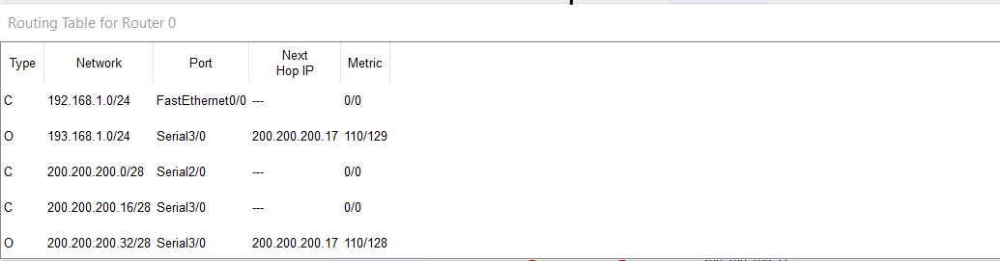 Routing Table for Router 0
Type Network Port Next Hop IP Metric
C 192.168.1.0/24 FastEthernet0/0 --- 0/0
O 193.168.1.0/24 Serial3/0 200.200.200.17 110/129
C 200.200.200.0/28 Serial2/0 --- 0/0
C 200.200.200.16/28 Serial3/0 --- 0/0
O 200.200.200.32/28 Serial3/0 200.200.200.17 110/128